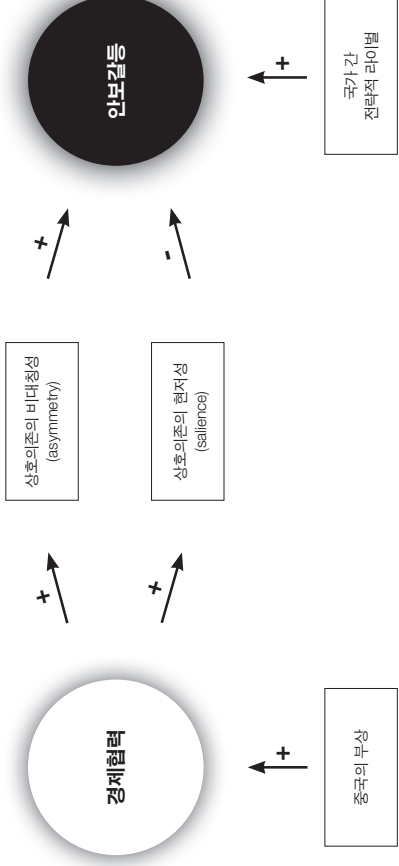 경제협력
+
중국의 부상
+
+
상호의존의 비대칭성
(asymmetry)
상호의존의 현저성
(salience)
+
-
안보갈등
+
국가 간
전략적 라이벌